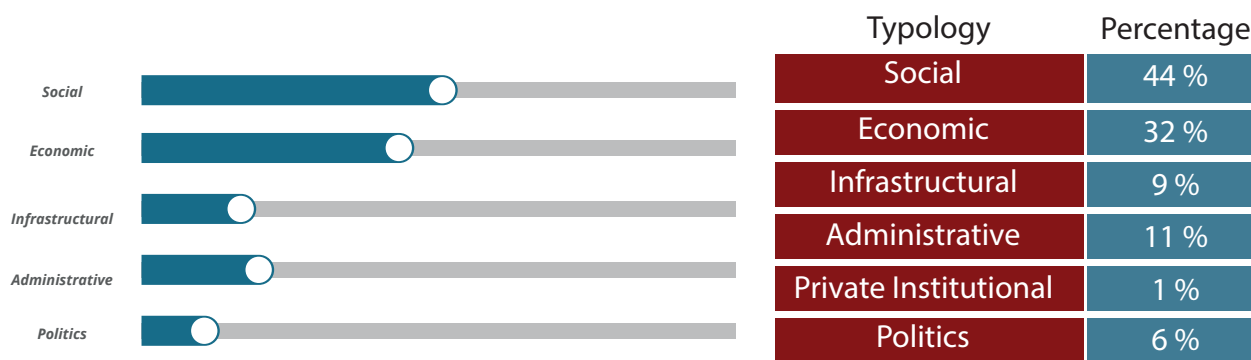 Social
Economic
Infrastructural
Administrative
Politics
Typology Percentage
Social 44 %
Economic 32 %
Infrastructural 9 %
Administrative 11 %
Private Institutional 1 %
Politics 6 %